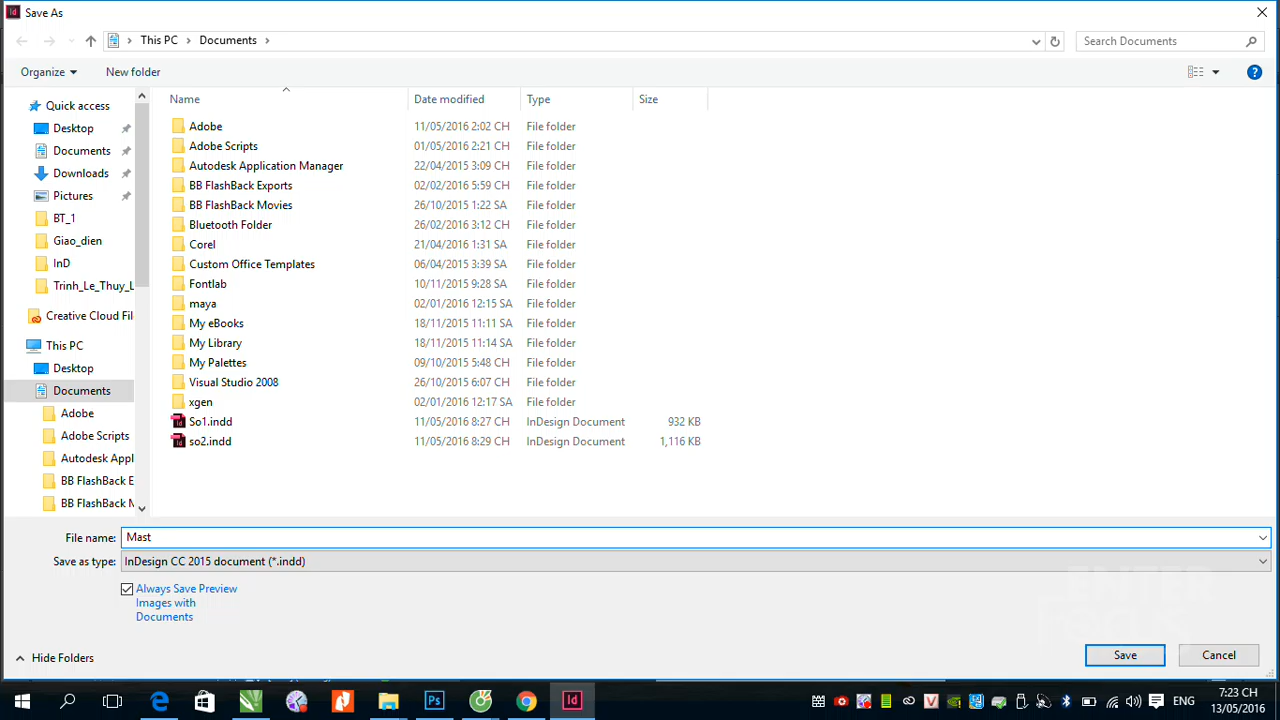 Save As
This PC
Documents
Search Documents
Organize
New folder
Name
Date modified
Type
Size
Quick access
Desktop
Documents
Downloads
Pictures
BT_1
Giao_dien
InD
Trinh_Le_Thuy_L
Creative Cloud Fil
This PC
Desktop
Documents
Adobe
Adobe Scripts
Autodesk Appl
BB FlashBack E
BB FlashBack M
Adobe 11/05/2016 2:02 CH File folder
Adobe Scripts 01/05/2016 2:21 CH File folder
Autodesk Application Manager 22/04/2015 3:09 CH File folder
BB FlashBack Exports 02/02/2016 5:59 CH File folder
BB FlashBack Movies 26/10/2015 1:22 SA File folder
Bluetooth Folder 26/02/2016 3:12 CH File folder
Corel 21/04/2016 1:31 SA File folder
Custom Office Templates 06/04/2015 3:39 SA File folder
Fontlab 10/11/2015 9:28 SA File folder
maya 02/01/2016 12:15 SA File folder
My eBooks 18/11/2015 11:11 SA File folder
My Library 18/11/2015 11:14 SA File folder
My Palettes 09/10/2015 5:48 CH File folder
Visual Studio 2008 26/10/2015 6:07 CH File folder
xgen 02/01/2016 12:17 SA File folder
So1.indd 11/05/2016 8:27 CH InDesign Document 932 KB
so2.indd 11/05/2016 8:29 CH InDesign Document 1,116 KB
File name: Mast
Save as type: InDesign CC 2015 document (*.indd)
Always Save Preview
Images with
Documents
ENTER
Hide Folders
Save
Cancel
ENG
7:23 CH
13/05/2016